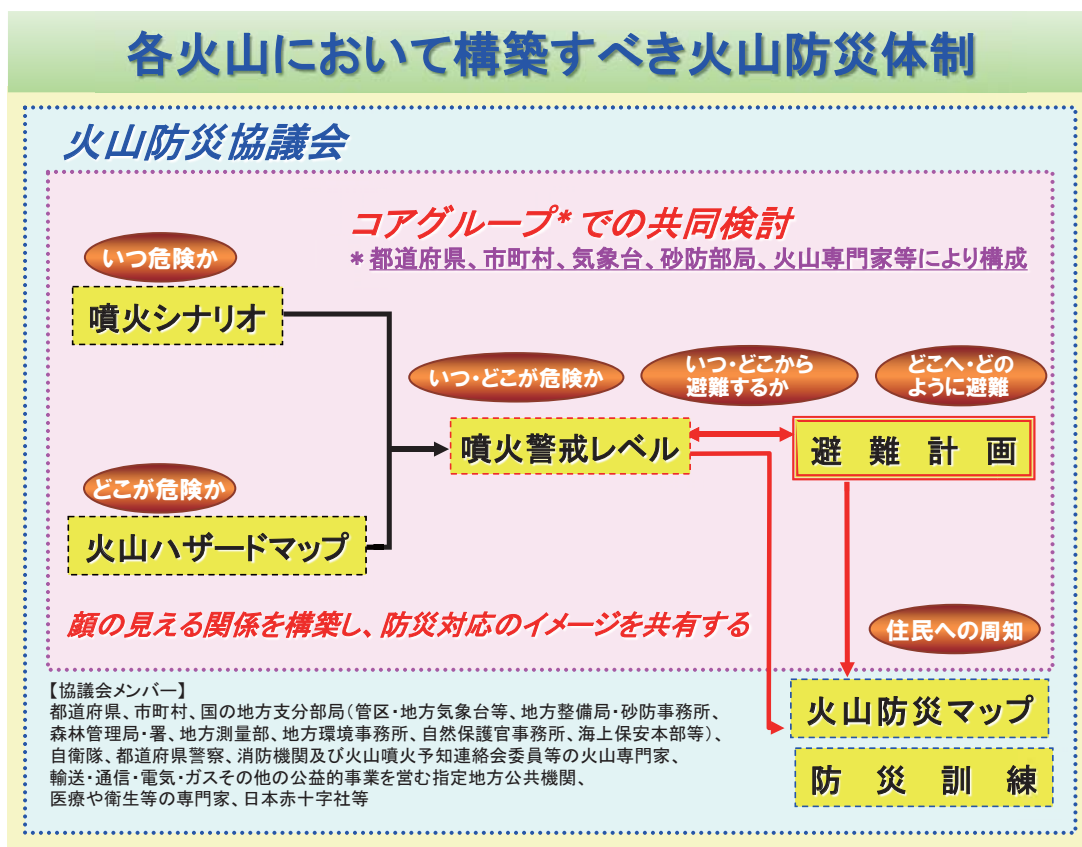 各火山において構築すべき火山防災体制
火山防災協議会
コアグループ*での共同検討
*都道府県、市町村、気象台、砂防部局、火山専門家等により構成
いつ危険か
噴火シナリオ
いつ・どこが危険か
いつ・どこから
避難するか
どこへ・どの
ように避難
噴火警戒レベル
避難計画
どこが危険か
火山ハザードマップ
顔の見える関係を構築し、防災対応のイメージを共有する
住民への周知
【協議会メンバー】
都道府県、市町村、国の地方支分部局(管区・地方気象台等、地方整備局・砂防事務所、
森林管理局・署、地方測量部、地方環境事務所、自然保護官事務所、海上保安本部等)、
自衛隊、都道府県警察、消防機関及び火山噴火予知連絡会委員等の火山専門家、
輸送・通信・電気・ガスその他の公益的事業を営む指定地方公共機関、
医療や衛生等の専門家、日本赤十字社等
火山防災マップ
防災訓練